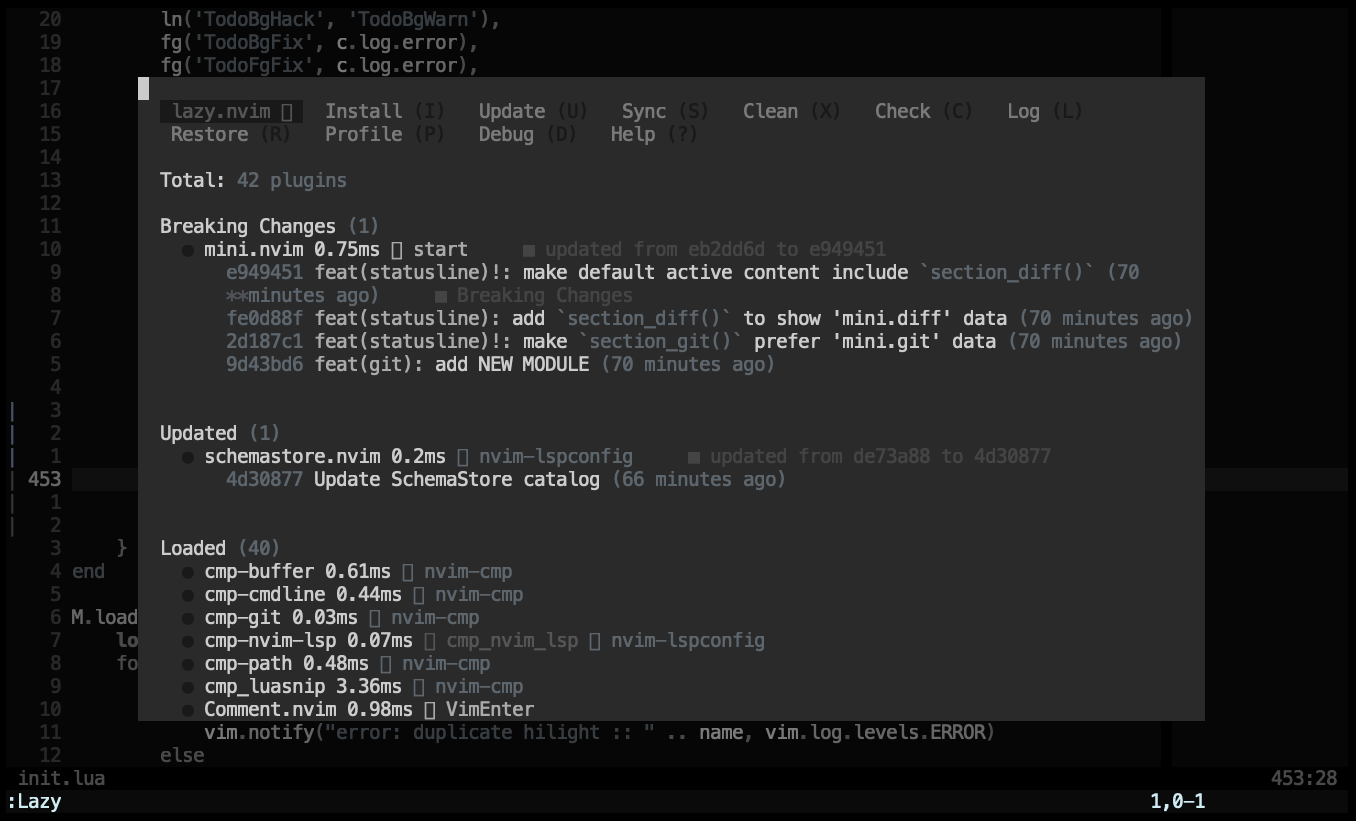 20 ln('TodoBgHack', 'TodoBgWarn'),
19 fg('TodoBgFix', c.log.error),
18 fg('TodoFgFix', c.log.error),
17
16 lazy.nvim Install (I) Update (U) Sync (S) Clean (X) Check (C) Log (L)
15 Restore (R) Profile (P) Debug (D) Help (?)
14
13 Total: 42 plugins
12
11 Breaking Changes (1)
10 ● mini.nvim 0.75ms start ■ updated from eb2dd6d to e949451
9 e949451 feat(statusline)!: make default active content include `section_diff()` (70
8 **minutes ago) ■ Breaking Changes
7 fe0d88f feat(statusline): add `section_diff()` to show 'mini.diff' data (70 minutes ago)
6 2d187c1 feat(statusline)!: make `section_git()` prefer 'mini.git' data (70 minutes ago)
5 9d43bd6 feat(git): add NEW MODULE (70 minutes ago)
4
3
2 Updated (1)
1 ● schemastore.nvim 0.2ms nvim-lspconfig ■ updated from de73a88 to 4d30877
453 4d30877 Update SchemaStore catalog (66 minutes ago)
1
2
3 } Loaded (40)
4 end ● cmp-buffer 0.61ms nvim-cmp
5 ● cmp-cmdline 0.44ms nvim-cmp
6 M.load ● cmp-git 0.03ms nvim-cmp
7 lo ● cmp-nvim-lsp 0.07ms cmp_nvim_lsp nvim-lspconfig
8 fo ● cmp-path 0.48ms nvim-cmp
9 ● cmp_luasnip 3.36ms nvim-cmp
10 ● Comment.nvim 0.98ms VimEnter
11 vim.notify("error: duplicate hilight :: " .. name, vim.log.levels.ERROR)
12 else
init.lua 453:28
:Lazy 1,0-1